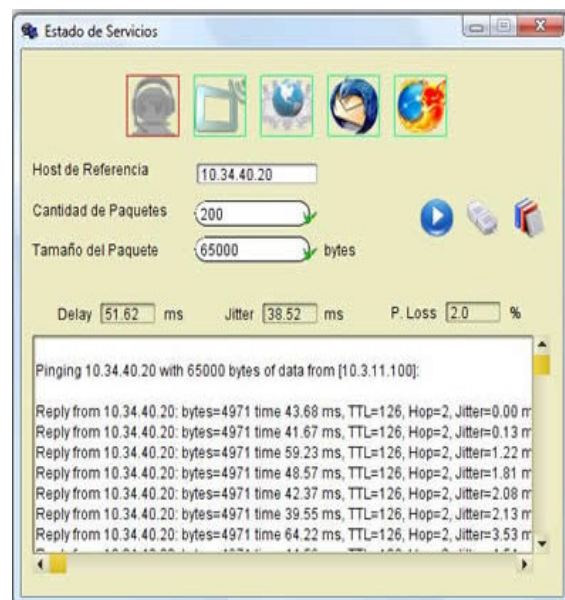 Estado de Servicios
Host de Referencia 10.34.40.20
Cantidad de Paquetes 200
Tamaño del Paquete 65000 bytes
Delay 51.62 ms Jitter 38.52 ms P. Loss 2.0 %
Pinging 10.34.40.20 with 65000 bytes of data from [10.3.11.100]:
Reply from 10.34.40.20: bytes=4971 time 43.68 ms, TTL=126, Hop=2, Jitter=0.00 m
Reply from 10.34.40.20: bytes=4971 time 41.67 ms, TTL=126, Hop=2, Jitter=0.13 m
Reply from 10.34.40.20: bytes=4971 time 59.23 ms, TTL=126, Hop=2, Jitter=1.22 m
Reply from 10.34.40.20: bytes=4971 time 48.57 ms, TTL=126, Hop=2, Jitter=1.81 m
Reply from 10.34.40.20: bytes=4971 time 42.37 ms, TTL=126, Hop=2, Jitter=2.08 m
Reply from 10.34.40.20: bytes=4971 time 39.55 ms, TTL=126, Hop=2, Jitter=2.13 m
Reply from 10.34.40.20: bytes=4971 time 64.22 ms, TTL=126, Hop=2, Jitter=3.53 m